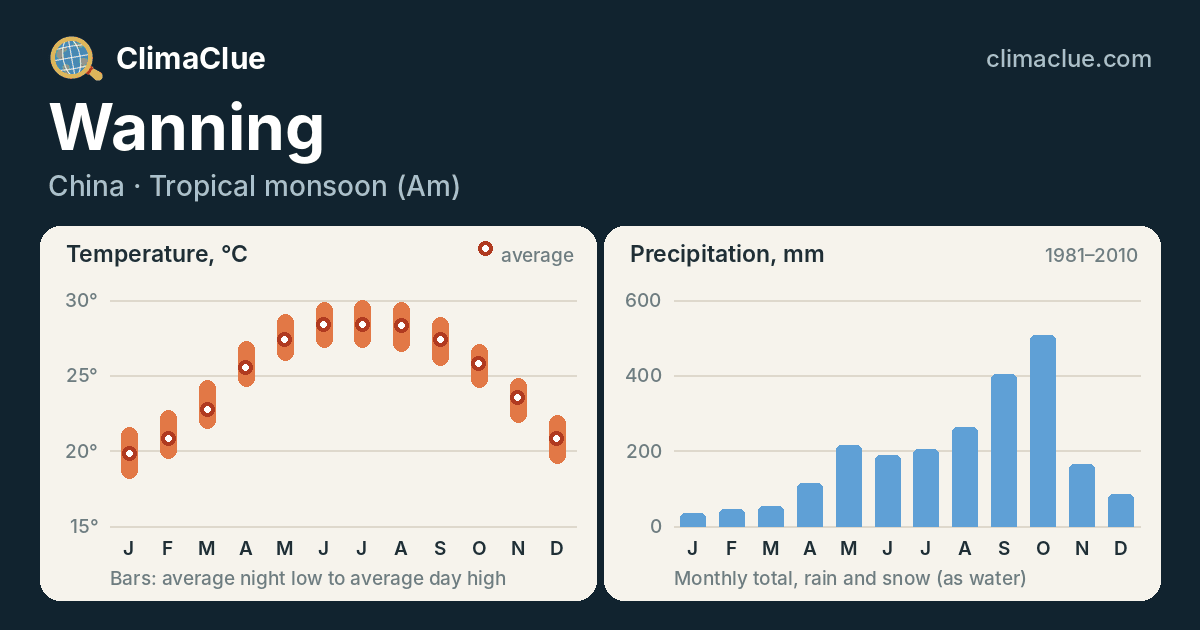 ClimaClue
climaclue.com
Wanning
China · Tropical monsoon (Am)
Temperature, °C
average
30°
25°
20°
15°
J F M A M J J A S O N D
Bars: average night low to average day high
Precipitation, mm
1981–2010
600
400
200
0
J F M A M J J A S O N D
Monthly total, rain and snow (as water)